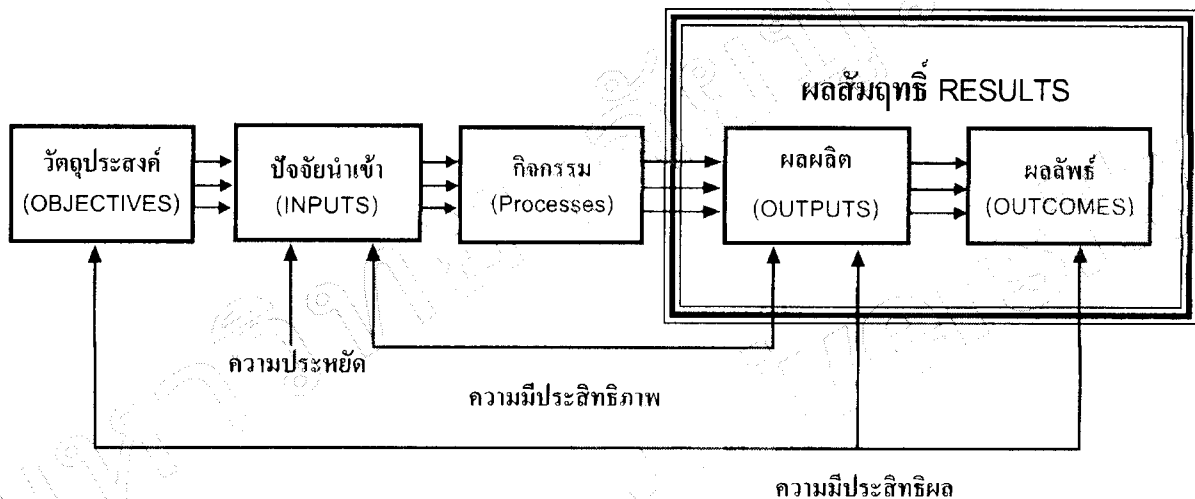 ผลสัมฤทธิ์ RESULTS
วัตถุประสงค์
(OBJECTIVES)
ปัจจัยนำเข้า
(INPUTS)
กิจกรรม
(Processes)
ผลผลิต
(OUTPUTS)
ผลลัพธ์
(OUTCOMES)
ความประหยัด
ความมีประสิทธิภาพ
ความมีประสิทธิผล